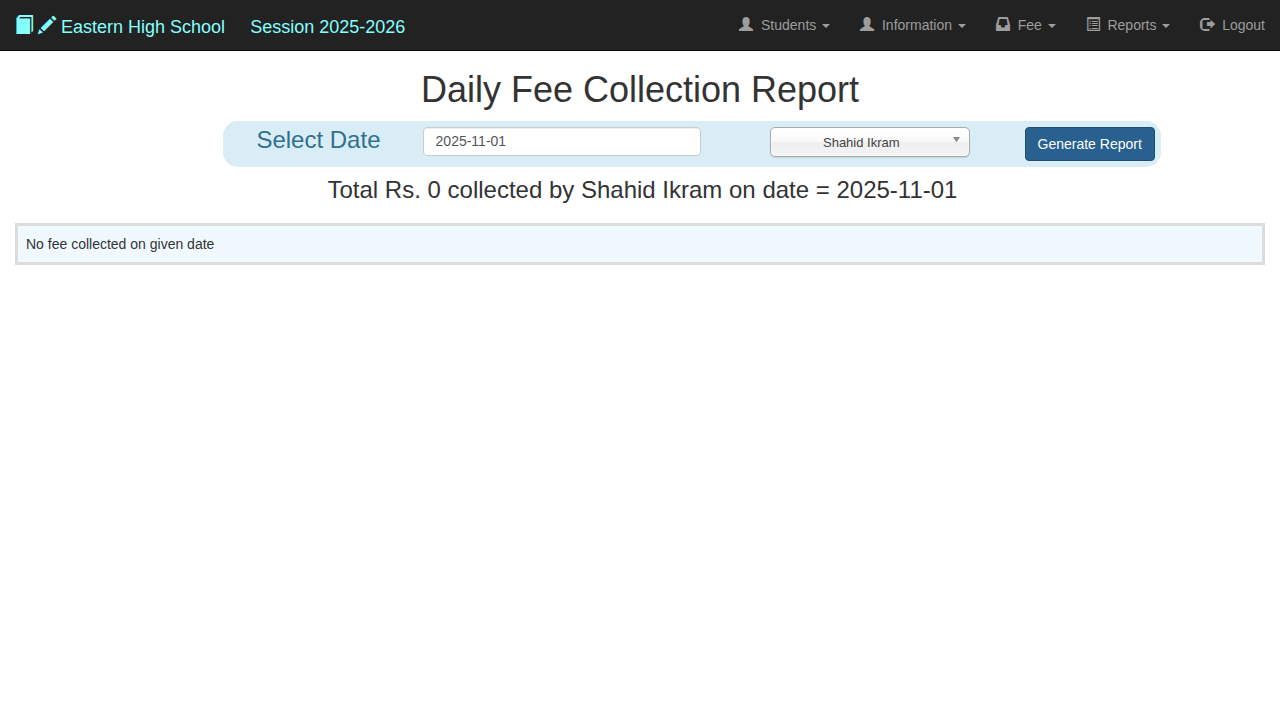 Eastern High School Session 2025-2026 Students Information Fee Reports Logout
Daily Fee Collection Report
Select Date 2025-11-01 Shahid Ikram Generate Report
Total Rs. 0 collected by Shahid Ikram on date = 2025-11-01
No fee collected on given date